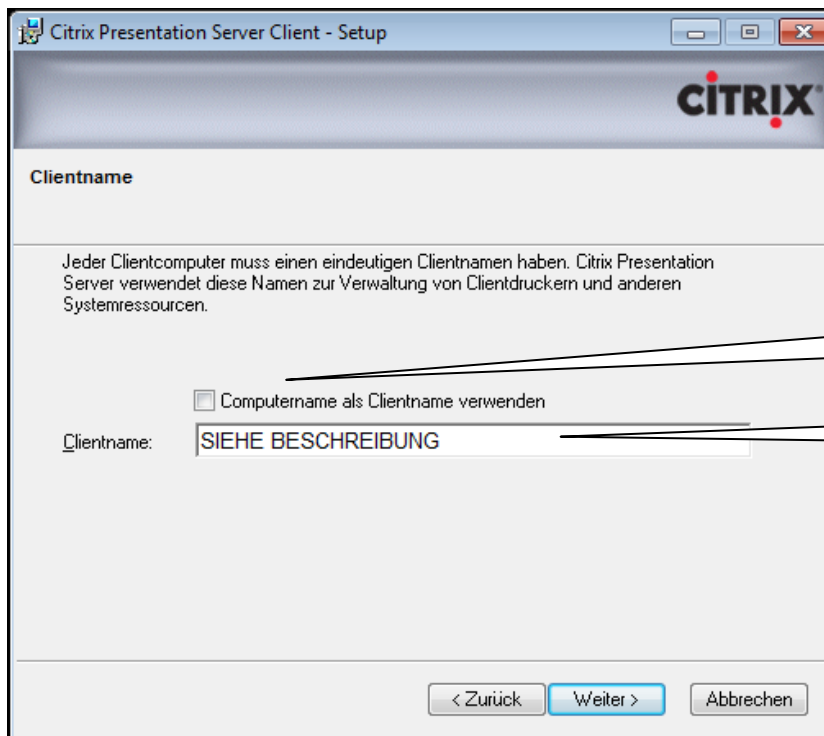 Citrix Presentation Server Client - Setup
CİTRIX
Clientname
Jeder Clientcomputer muss einen eindeutigen Clientnamen haben. Citrix Presentation
Server verwendet diese Namen zur Verwaltung von Clientdruckern und anderen
Systemressourcen.
Computername als Clientname verwenden
Clientname: SIEHE BESCHREIBUNG
< Zurück Weiter > Abbrechen